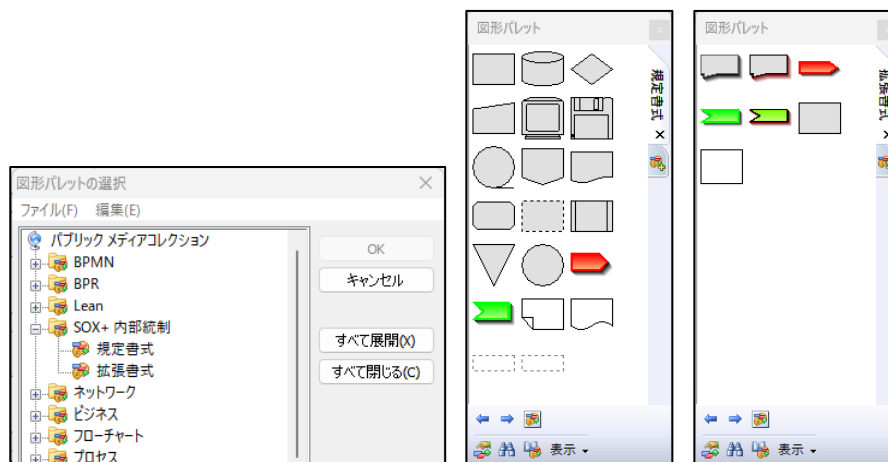 図形パレットの選択
ファイル(F) 編集(E)
パブリック メディアコレクション
BPMN
BPR
Lean
SOX+ 内部統制
規定書式
拡張書式
ネットワーク
ビジネス
フローチャート
プロセス
OK
キャンセル
すべて展開(X)
すべて閉じる(C)
図形パレット
規定書式
表示
図形パレット
拡張書式
表示